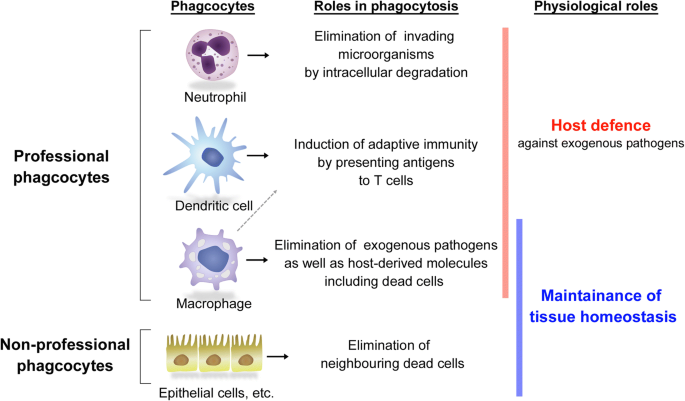 Phagcocytes
Roles in phagocytosis
Physiological roles
Professional
phagcocytes
Neutrophil
Elimination of invading
microorganisms
by intracellular degradation
Dendritic cell
Induction of adaptive immunity
by presenting antigens
to T cells
Macrophage
Elimination of exogenous pathogens
as well as host-derived molecules
including dead cells
Host defence
against exogenous pathogens
Maintainance of
tissue homeostasis
Non-professional
phagcocytes
Epithelial cells, etc.
Elimination of
neighbouring dead cells